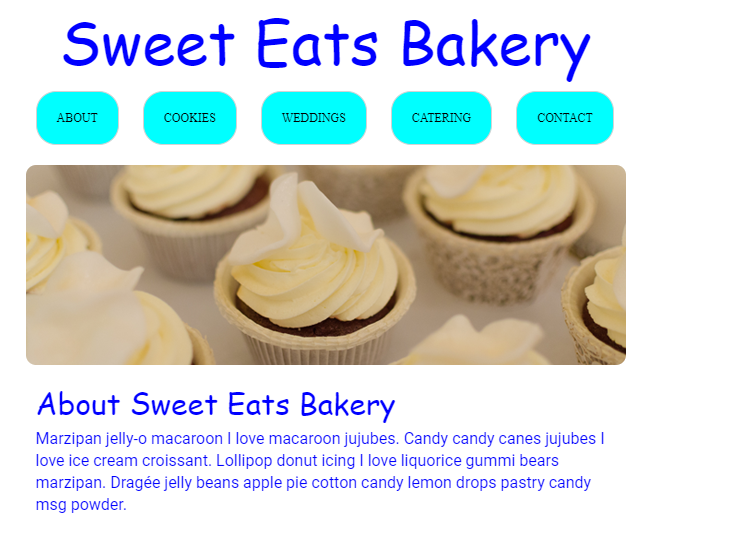 Sweet Eats Bakery
ABOUT COOKIES WEDDINGS CATERING CONTACT
About Sweet Eats Bakery
Marzipan jelly-o macaroon I love macaroon jujubes. Candy candy canes jujubes I
love ice cream croissant. Lollipop donut icing I love liquorice gummi bears
marzipan. Dragée jelly beans apple pie cotton candy lemon drops pastry candy
msg powder.